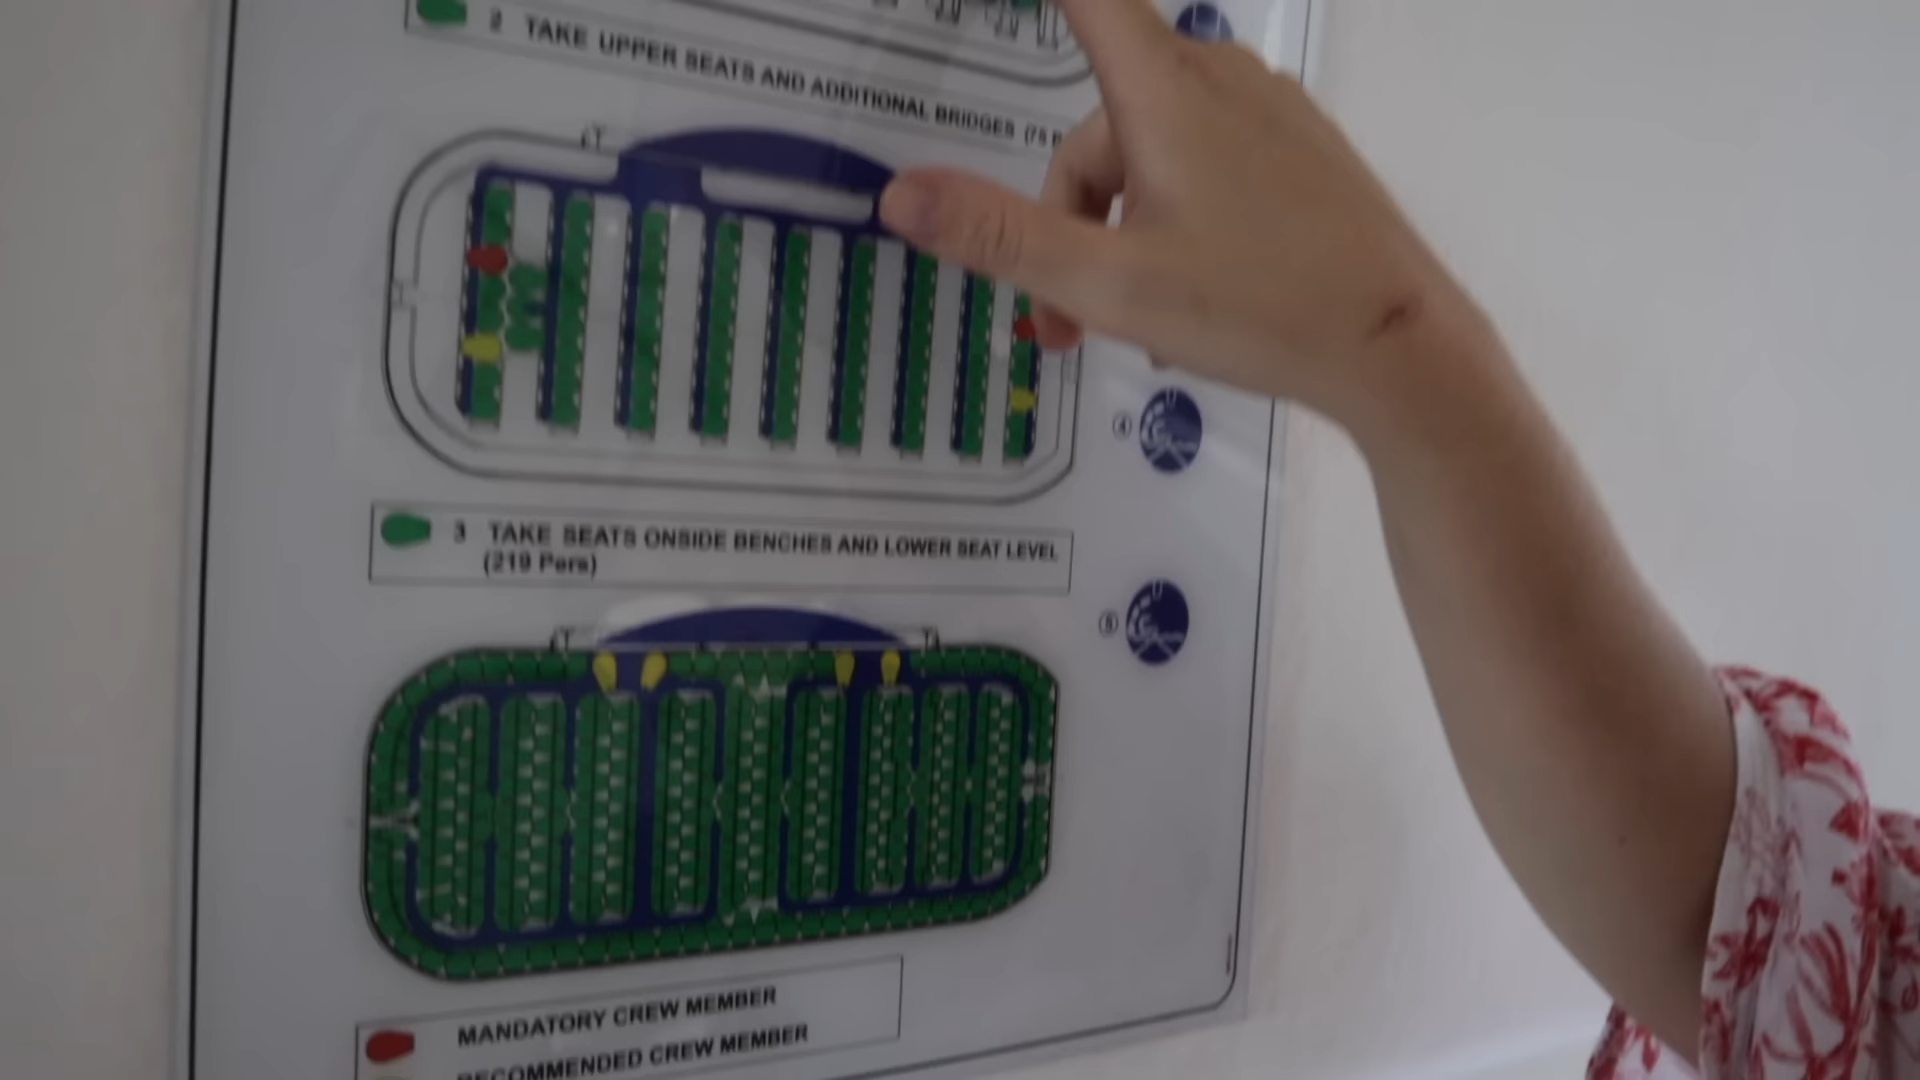 2 TAKE UPPER SEATS AND ADDITIONAL BRIDGES (75
3 TAKE SEATS ONSIDE BENCHES AND LOWER SEAT LEVEL
(219 Pers)
4
5
MANDATORY CREW MEMBER
RECOMMENDED CREW MEMBER